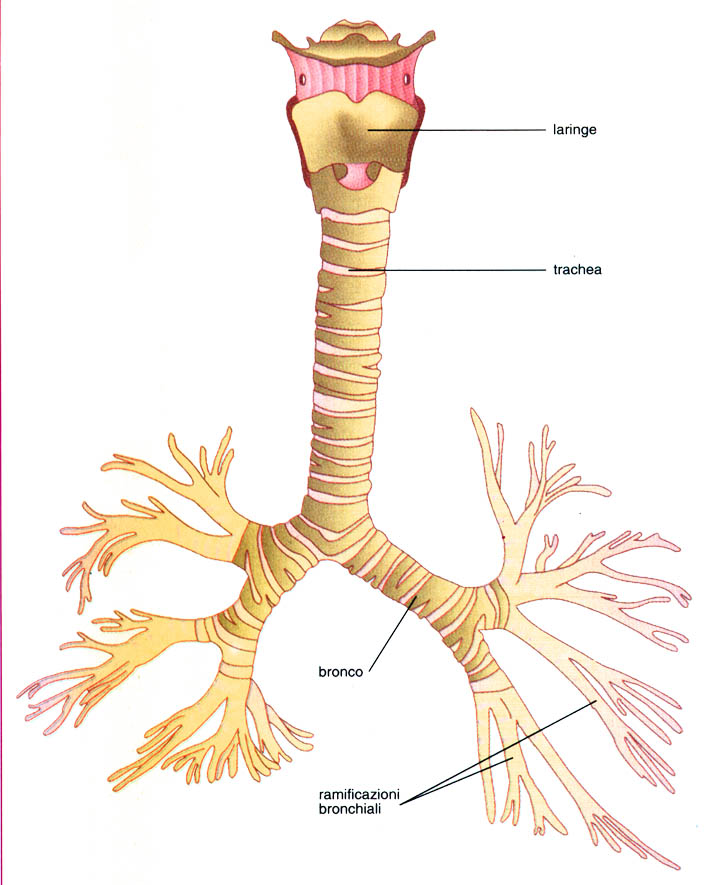 laringe
trachea
bronco
ramificazioni
bronchiali